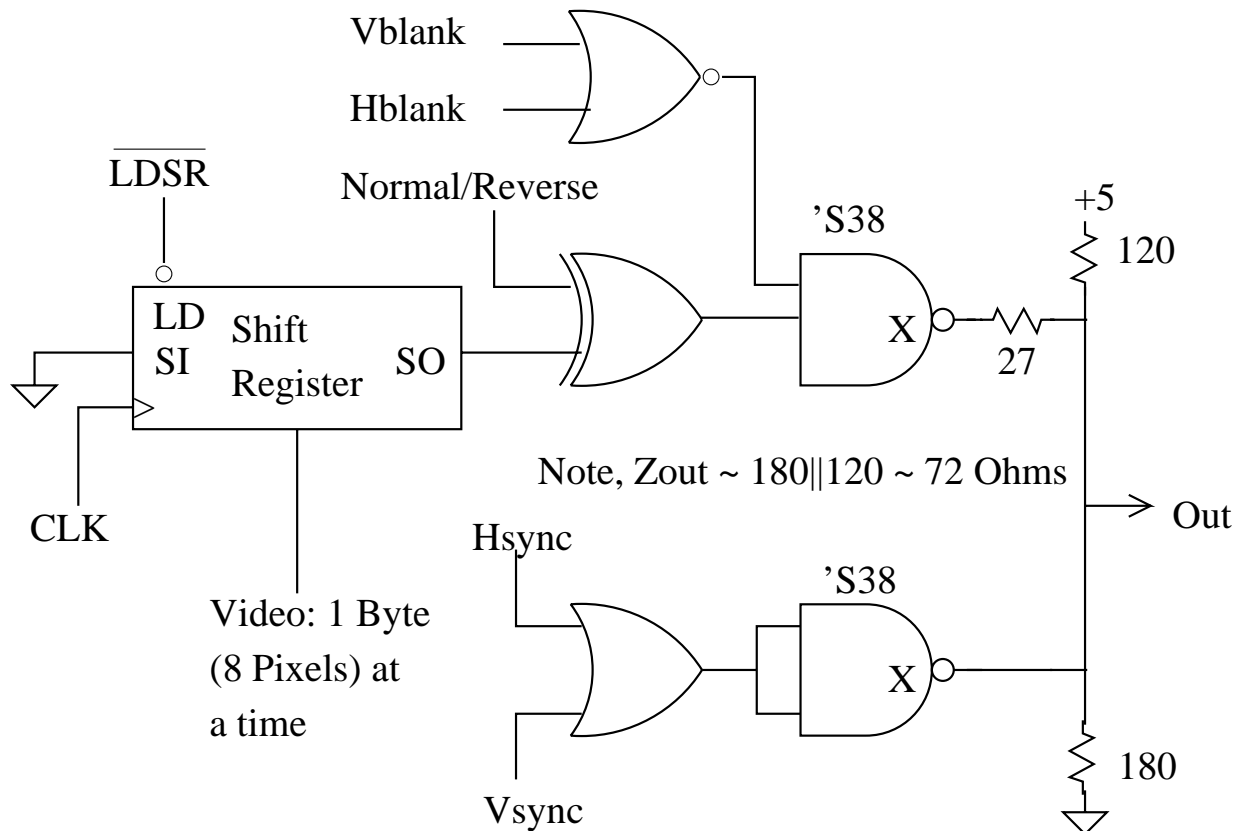 Vblank
Hblank
LDSR
Normal/Reverse
'S38
+5
120
LD
SI
Shift
Register
SO
X
27
Note, Zout ~ 180||120 ~ 72 Ohms
CLK
Out
Hsync
'S38
Video: 1 Byte
(8 Pixels) at
a time
X
180
Vsync